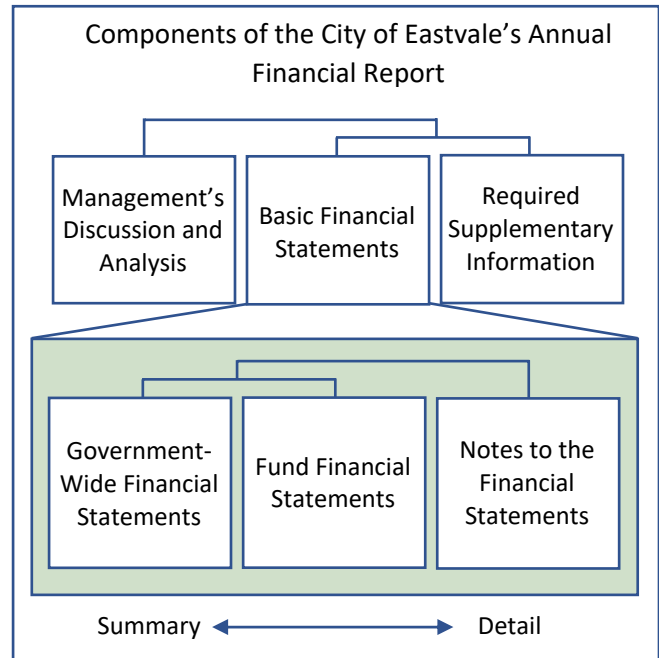 Components of the City of Eastvale’s Annual
Financial Report
Management’s
Discussion and
Analysis
Basic Financial
Statements
Required
Supplementary
Information
Government-
Wide Financial
Statements
Fund Financial
Statements
Notes to the
Financial
Statements
Summary
Detail